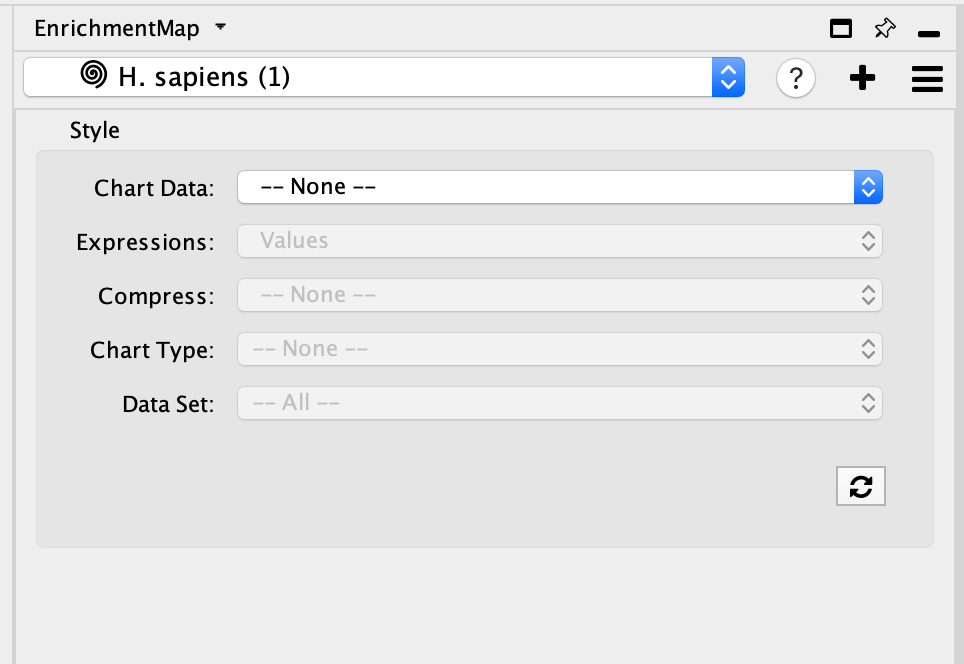 EnrichmentMap
H. sapiens (1)
?
Style
Chart Data: -- None --
Expressions: Values
Compress: -- None --
Chart Type: -- None --
Data Set: -- All --